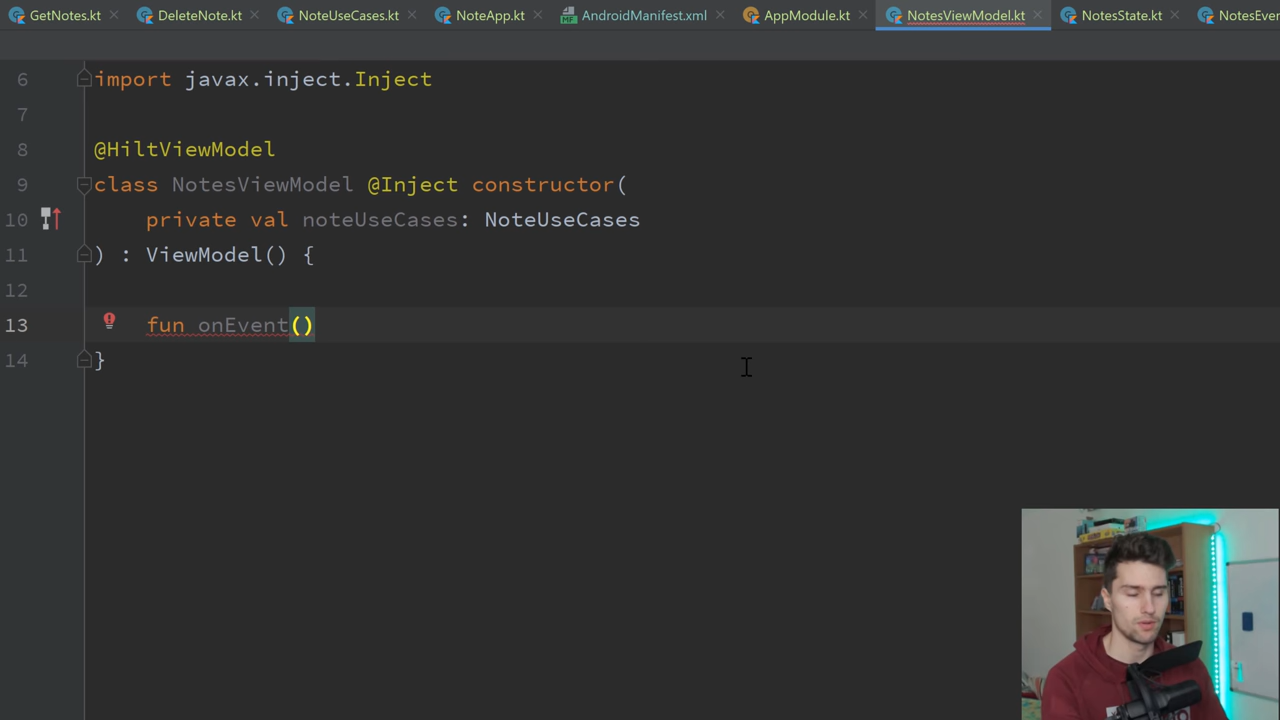 GetNotes.kt DeleteNote.kt NoteUseCases.kt NoteApp.kt AndroidManifest.xml AppModule.kt NotesViewModel.kt NotesState.kt NotesEven
6 import javax.inject.Inject
7
8 @HiltViewModel
9 class NotesViewModel @Inject constructor(
10 private val noteUseCases: NoteUseCases
11 ) : ViewModel() {
12
13 fun onEvent()
14 }